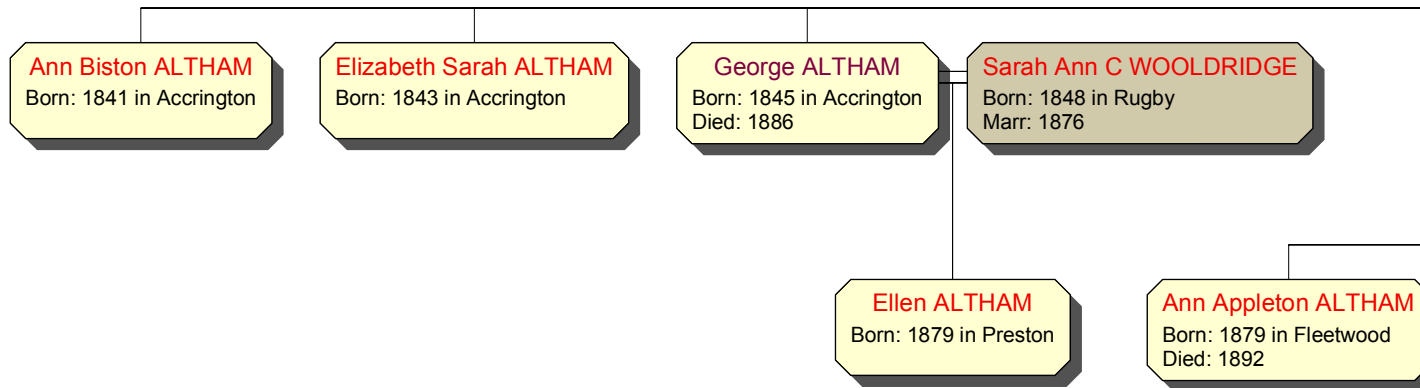 Ann Biston ALTHAM
Born: 1841 in Accrington
Elizabeth Sarah ALTHAM
Born: 1843 in Accrington
George ALTHAM
Born: 1845 in Accrington
Died: 1886
Sarah Ann C WOOLDRIDGE
Born: 1848 in Rugby
Marr: 1876
Ellen ALTHAM
Born: 1879 in Preston
Ann Appleton ALTHAM
Born: 1879 in Fleetwood
Died: 1892